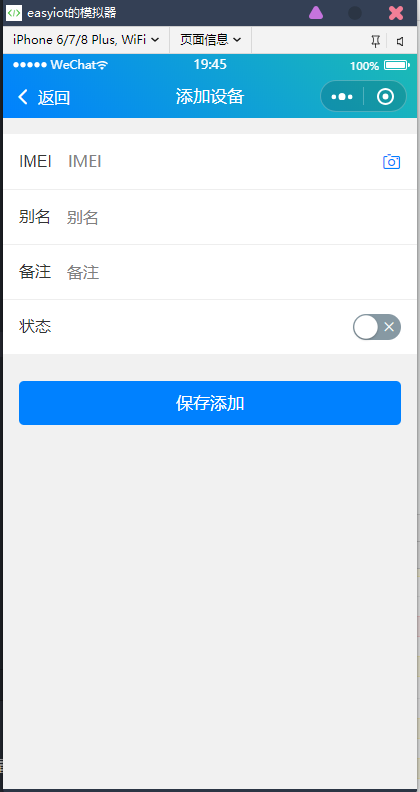 easyiot的模拟器
iPhone 6/7/8 Plus, WiFi 页面信息
WeChat 19:45 100%
返回 添加设备
IMEI IMEI
别名 别名
备注 备注
状态
保存添加